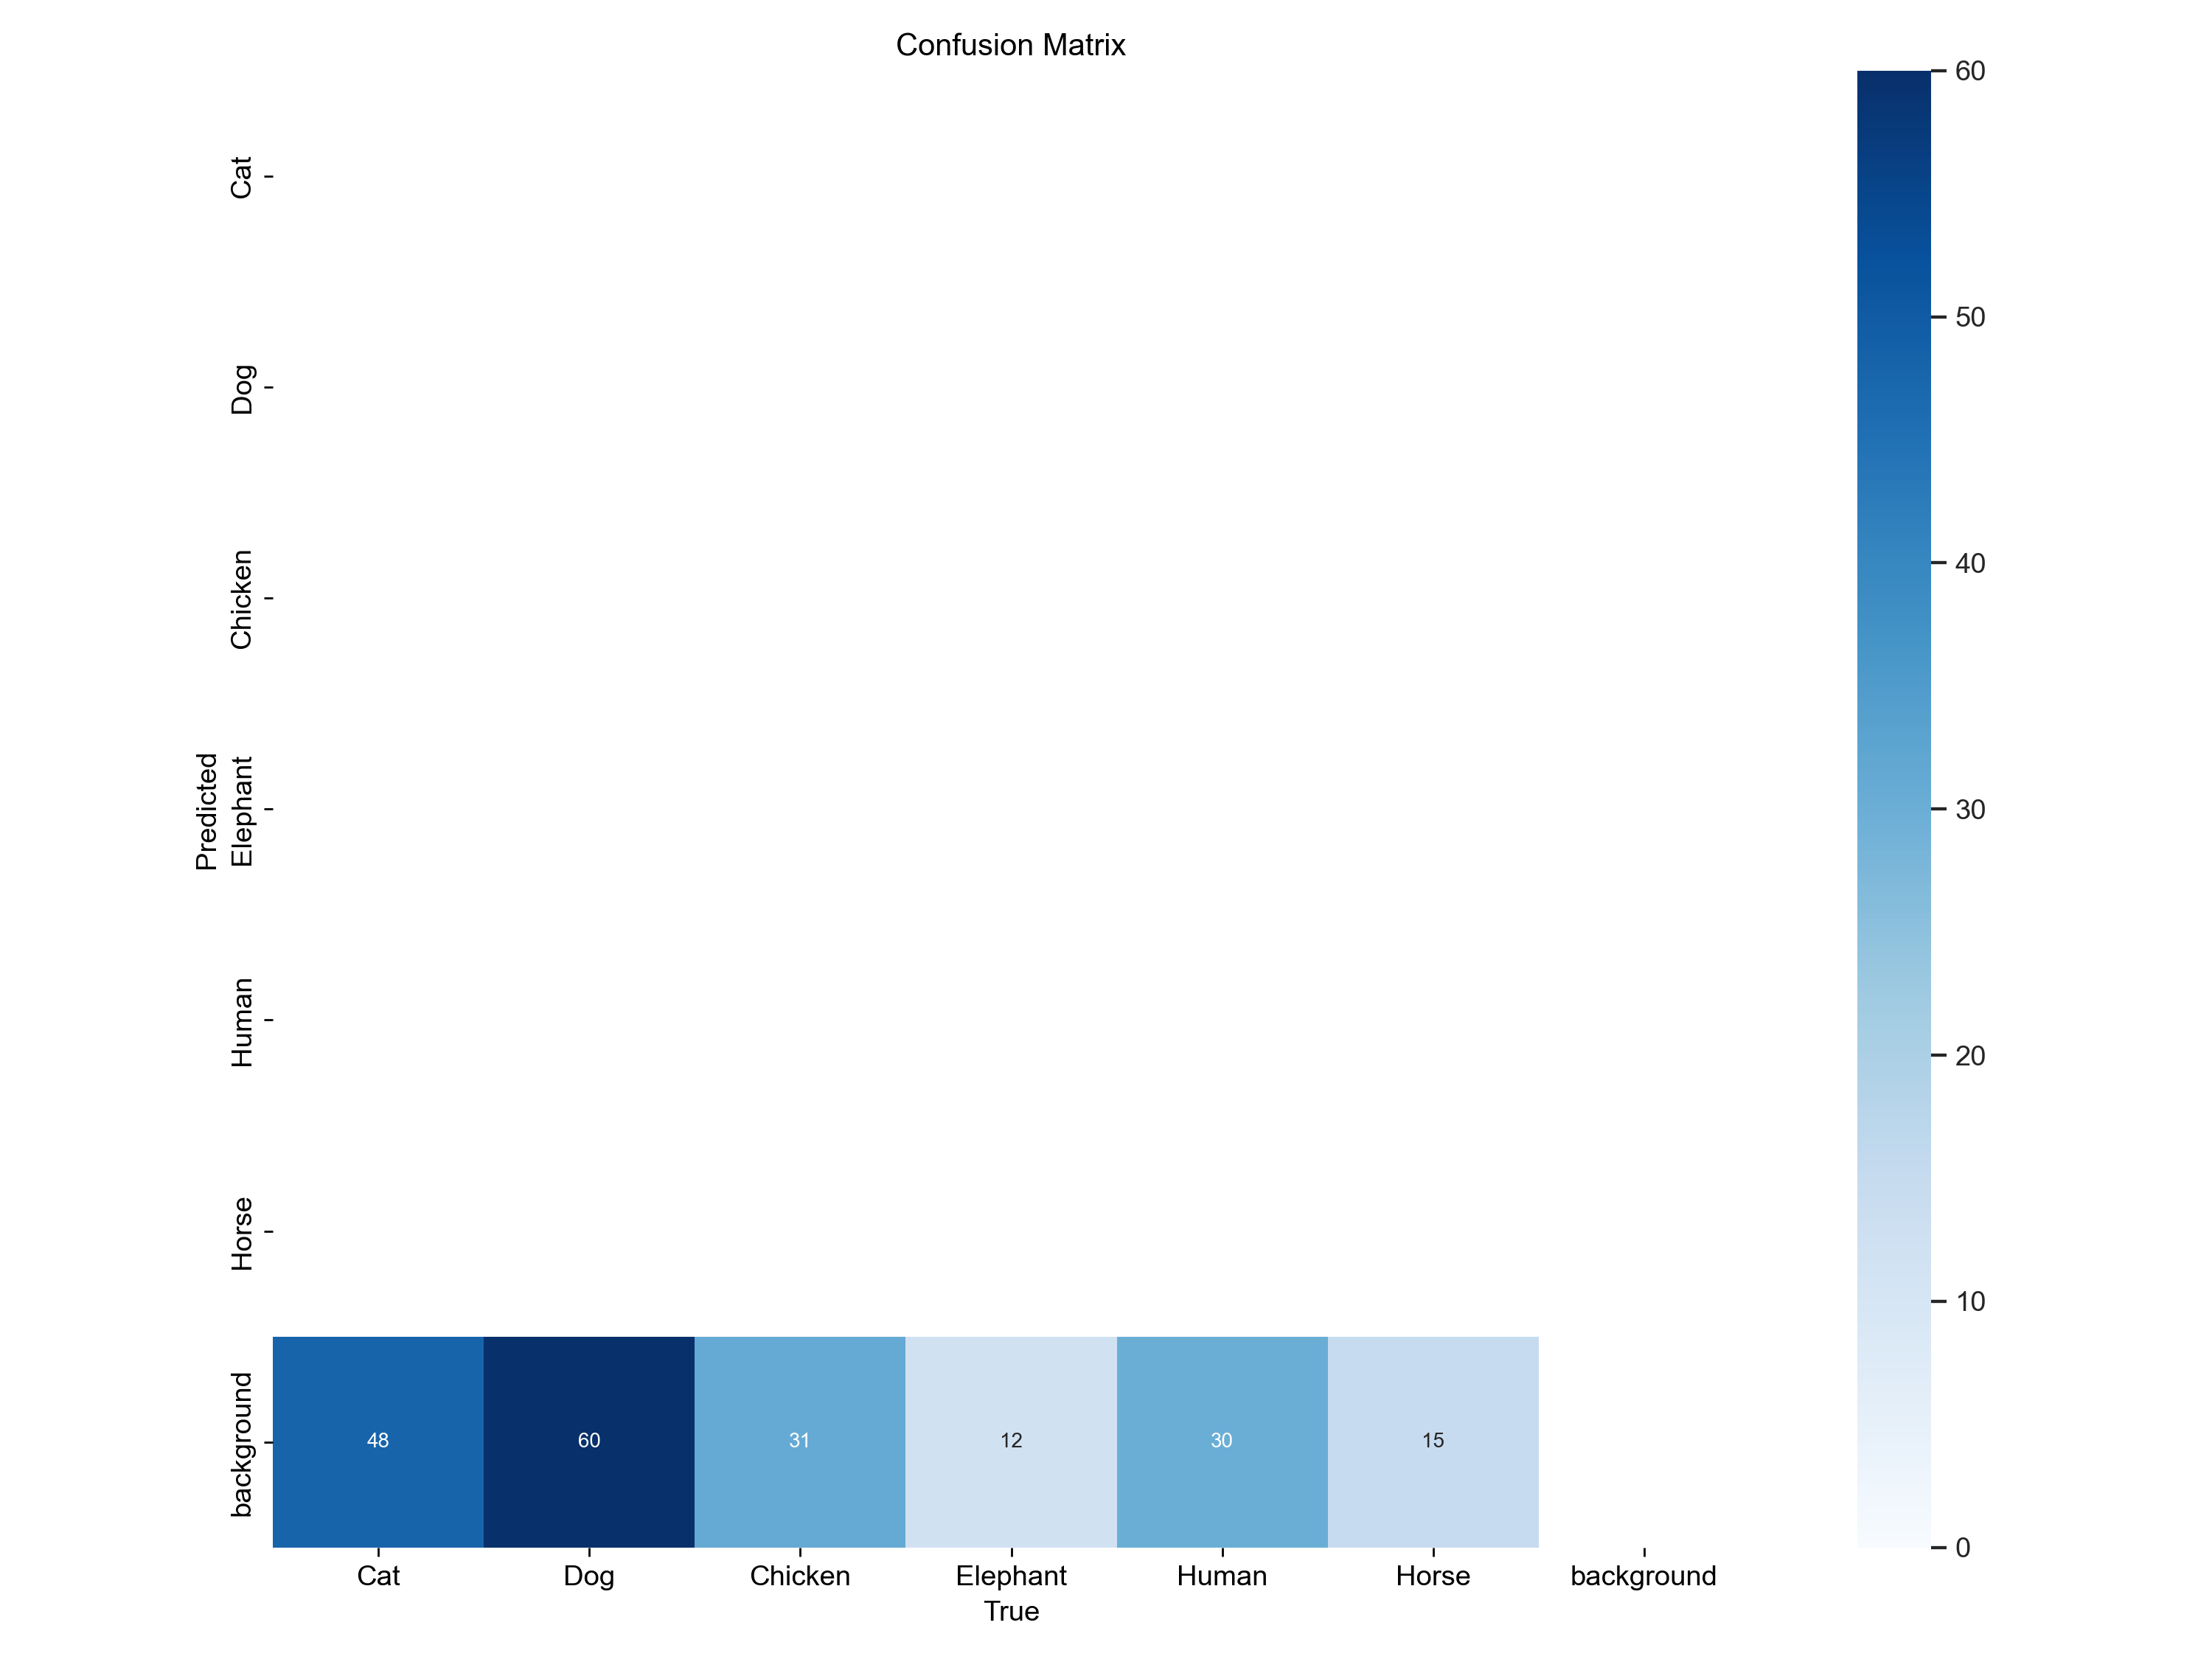 Confusion Matrix
Cat
Dog
Chicken
Elephant
Human
Horse
background
Predicted
48 60 31 12 30 15
Cat Dog Chicken Elephant Human Horse background
True
60
50
40
30
20
10
0